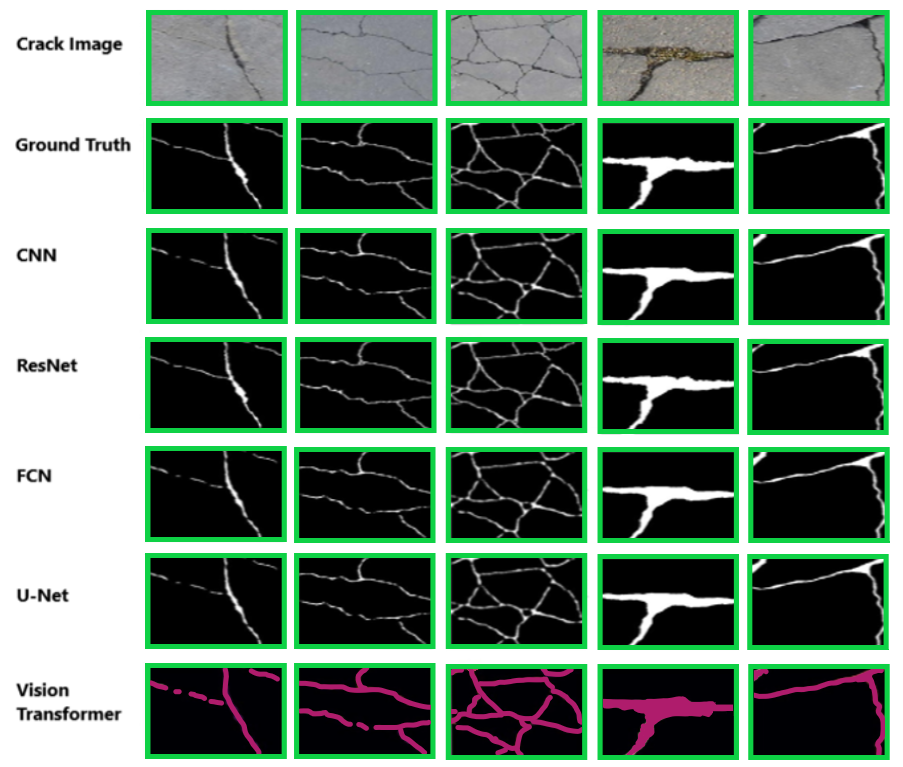 Crack Image
Ground Truth
CNN
ResNet
FCN
U-Net
Vision
Transformer